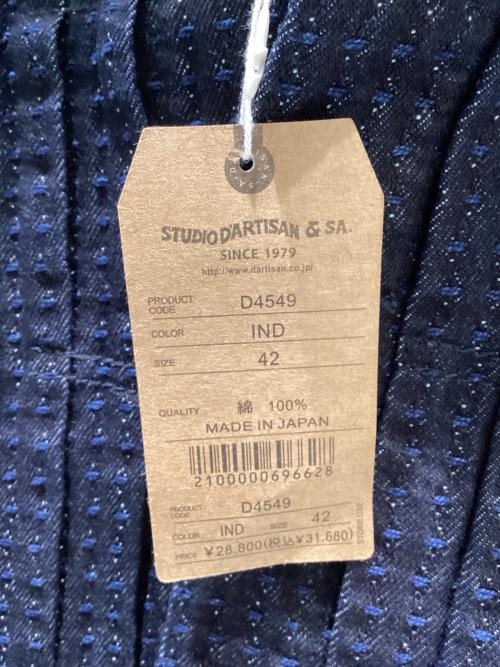 STUDIO D'ARTISAN & SA.
SINCE 1979
http://www.dartisan.co.jp/
PRODUCT CODE D4549
COLOR IND
SIZE 42
QUALITY 綿 100%
MADE IN JAPAN
2100000696628
PRODUCT CODE D4549
COLOR IND SIZE 42
PRICE ¥28,800(税込¥31,680)
STORE USE